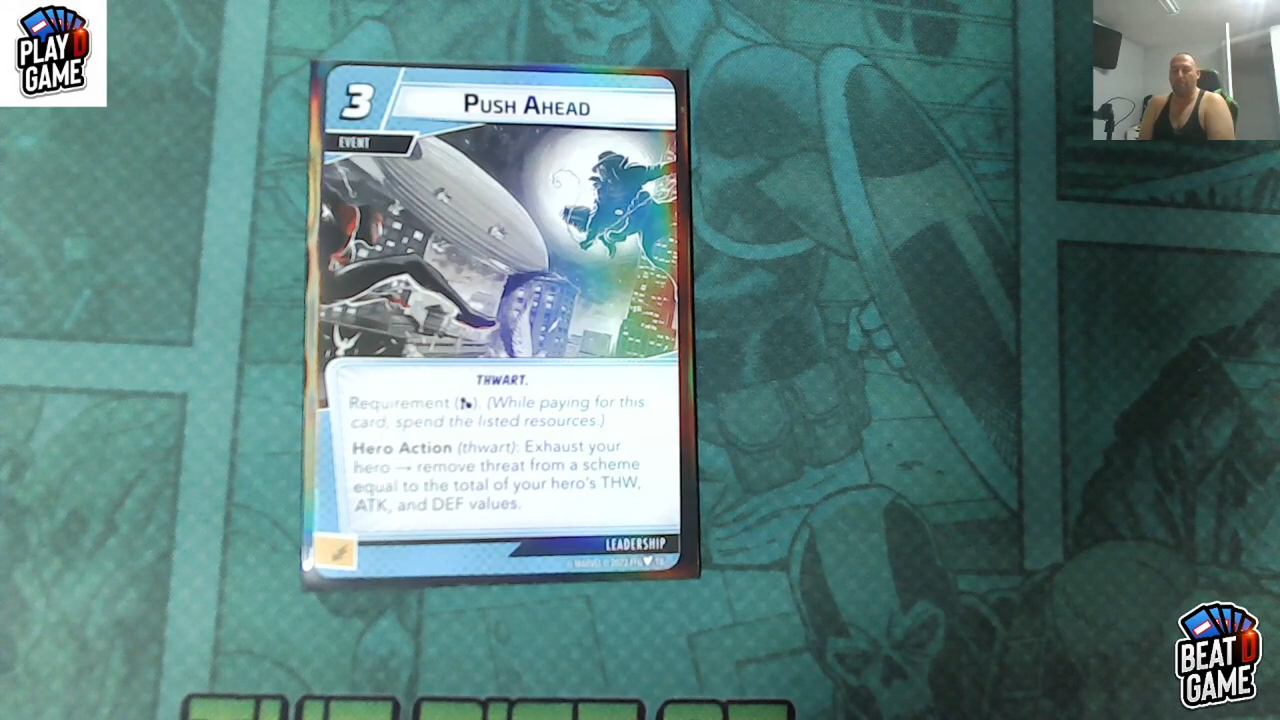 PLAY D
GAME
3
PUSH AHEAD
EVENT
THWART.
Requirement ( ). (While paying for this
card, spend the listed resources.)
Hero Action (thwart): Exhaust your
hero → remove threat from a scheme
equal to the total of your hero's THW,
ATK, and DEF values.
LEADERSHIP
BEAT D
GAME